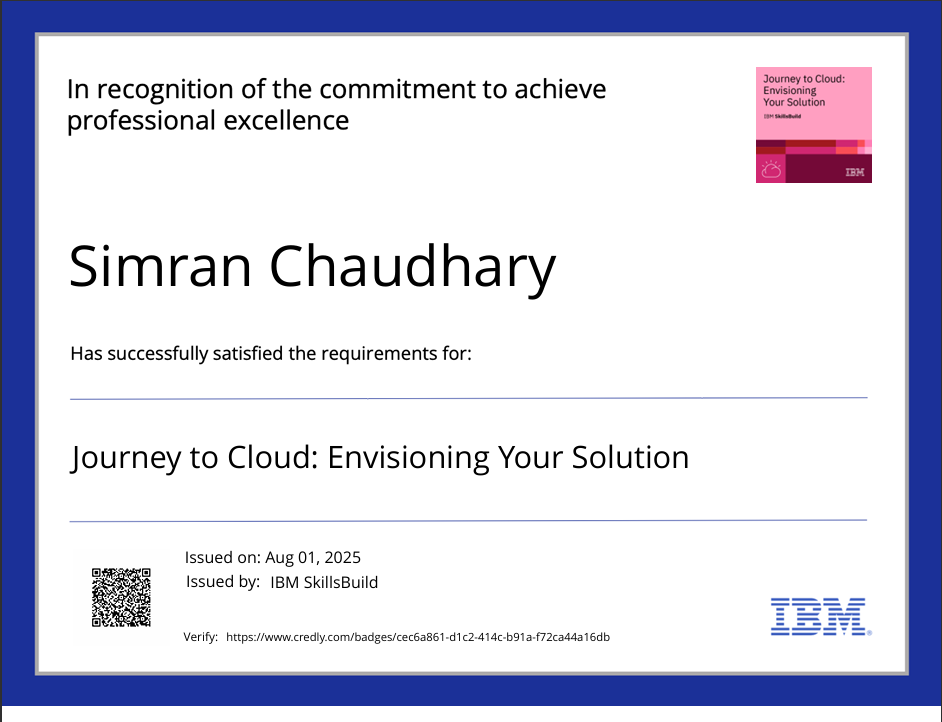 In recognition of the commitment to achieve
professional excellence
Journey to Cloud:
Envisioning
Your Solution
IBM SkillsBuild
IBM
Simran Chaudhary
Has successfully satisfied the requirements for:
Journey to Cloud: Envisioning Your Solution
Issued on: Aug 01, 2025
Issued by: IBM SkillsBuild
Verify: https://www.credly.com/badges/cec6a861-d1c2-414c-b91a-f72ca44a16db
IBM®